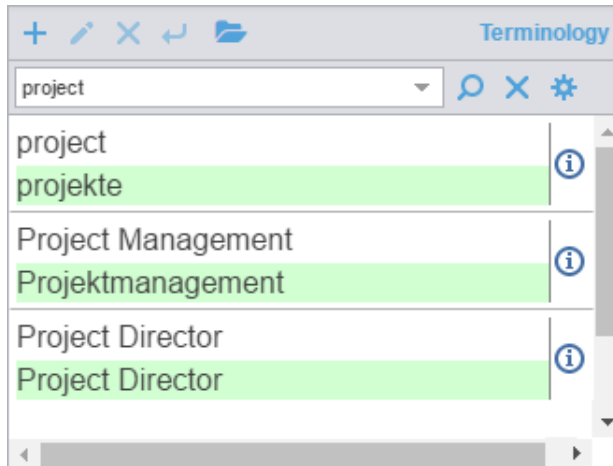 Terminology
project
project
projekte
Project Management
Projektmanagement
Project Director
Project Director